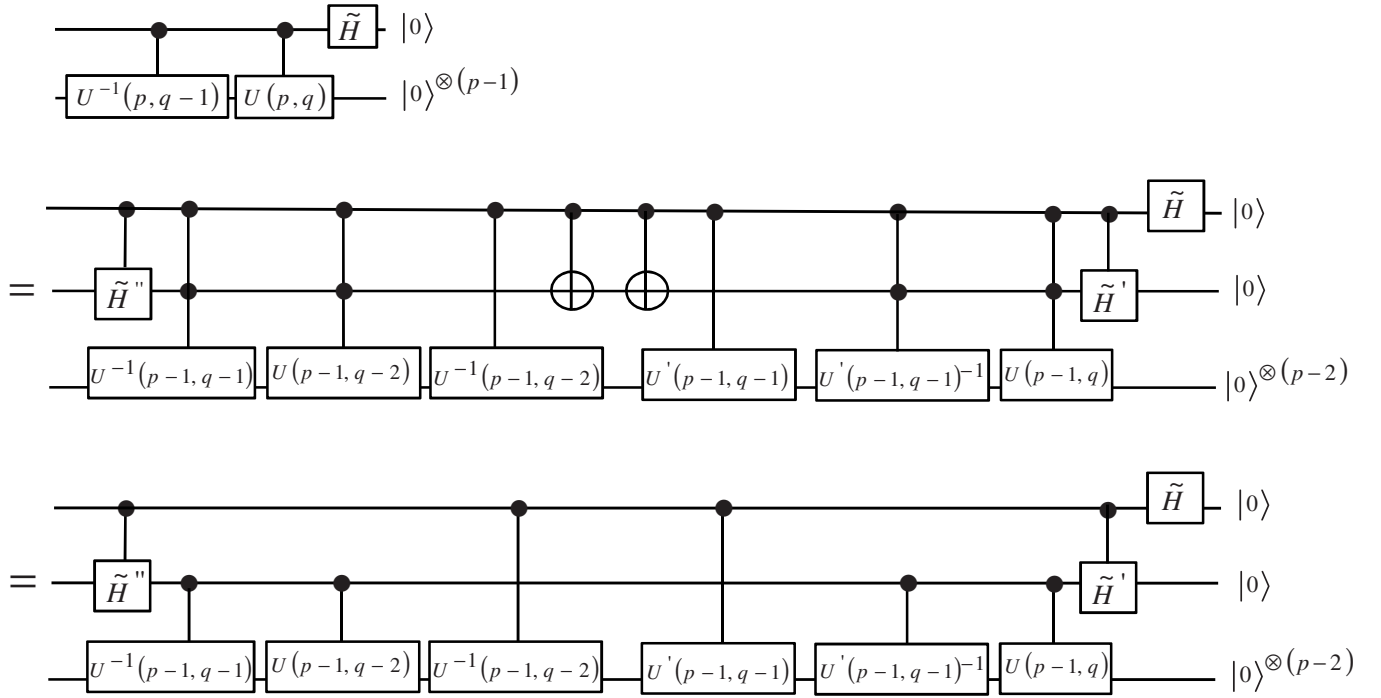 H̃ |0⟩
U⁻¹(p, q − 1) U(p, q) |0⟩^⊗(p−1)
H̃ |0⟩
= H̃'' H̃' |0⟩
U⁻¹(p − 1, q − 1) U(p − 1, q − 2) U⁻¹(p − 1, q − 2) U'(p − 1, q − 1) U'(p − 1, q − 1)⁻¹ U(p − 1, q) |0⟩^⊗(p−2)
H̃ |0⟩
= H̃'' H̃' |0⟩
U⁻¹(p − 1, q − 1) U(p − 1, q − 2) U⁻¹(p − 1, q − 2) U'(p − 1, q − 1) U'(p − 1, q − 1)⁻¹ U(p − 1, q) |0⟩^⊗(p−2)